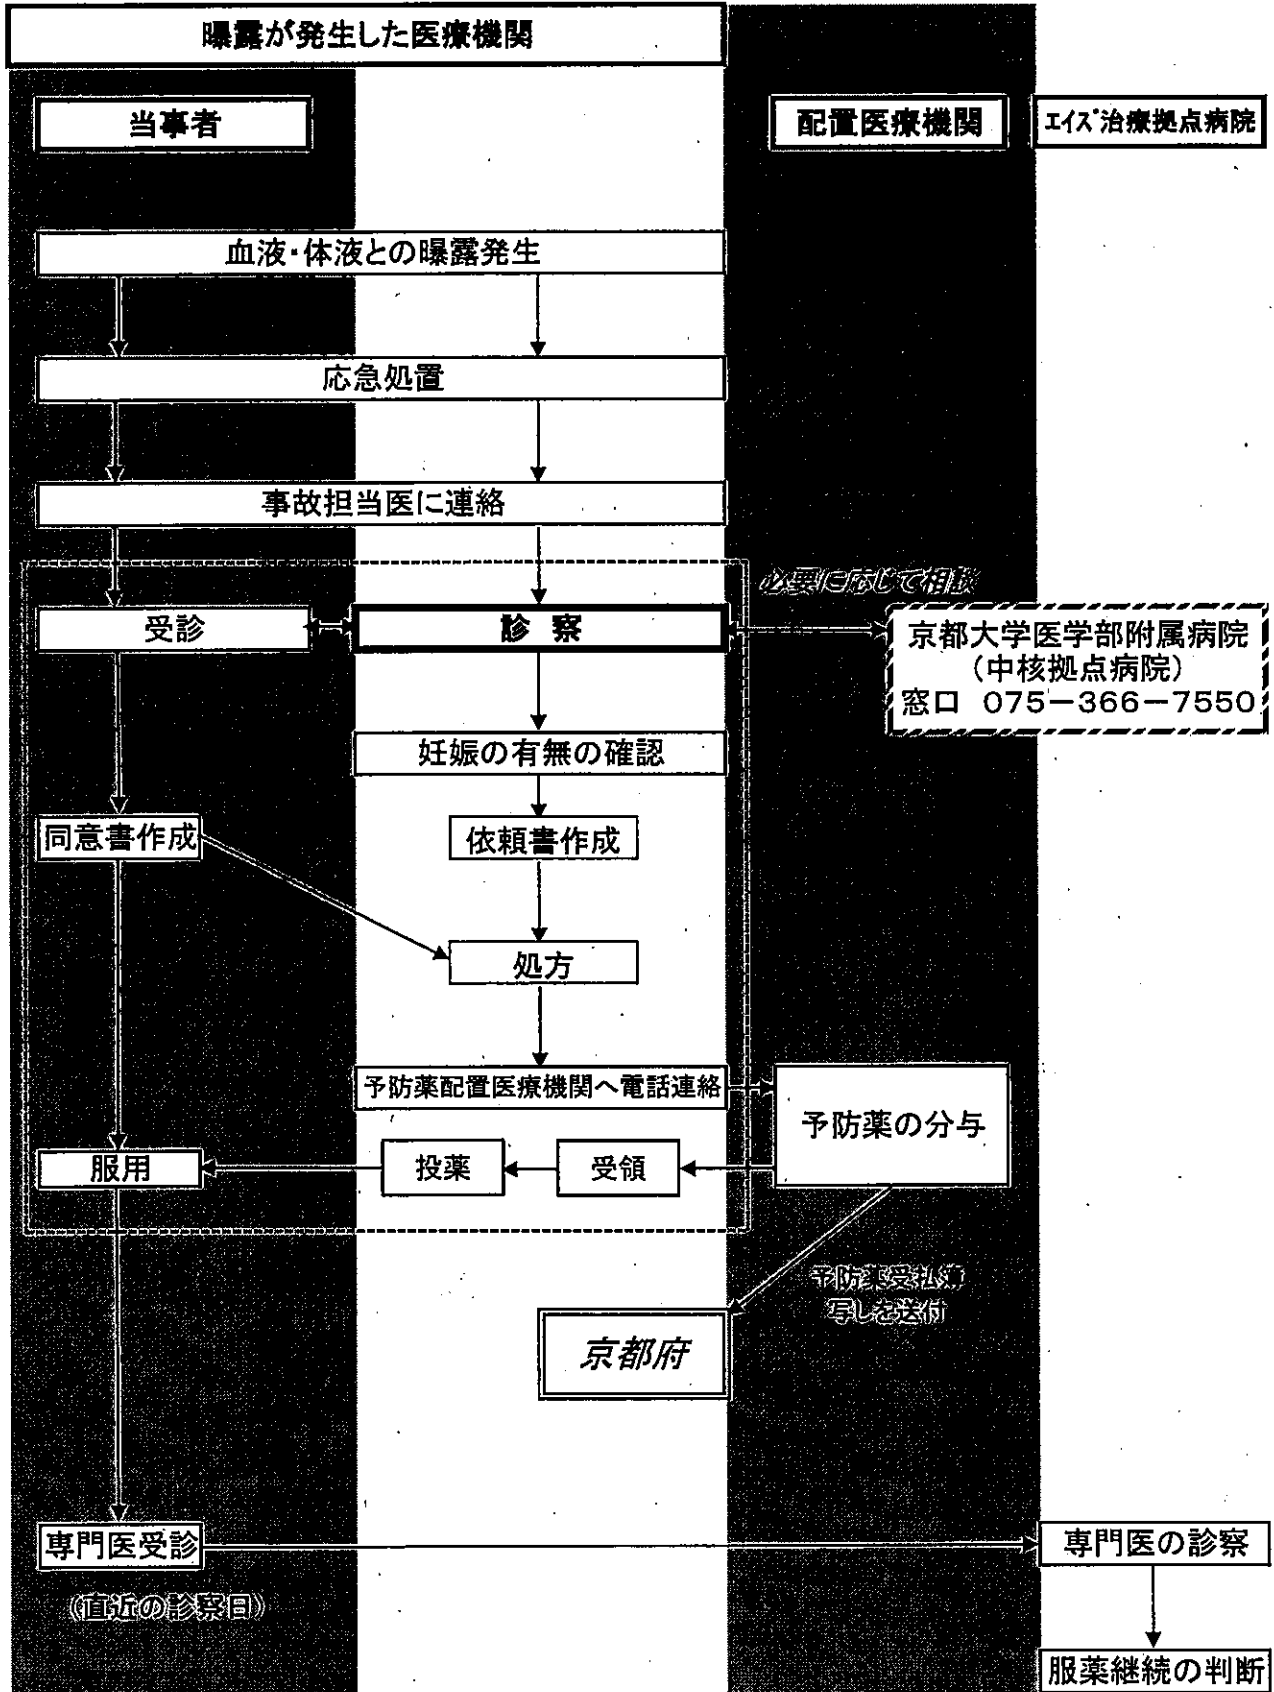 曝露が発生した医療機関
当事者
配置医療機関
エイズ治療拠点病院
血液・体液との曝露発生
応急処置
事故担当医に連絡
必要に応じて相談
受診
診 察
京都大学医学部附属病院
(中核拠点病院)
窓口 075-366-7550
妊娠の有無の確認
同意書作成
依頼書作成
処方
予防薬配置医療機関へ電話連絡
予防薬の分与
服用
投薬
受領
予防薬受払簿
写しを送付
京都府
専門医受診
専門医の診察
(直近の診察日)
服薬継続の判断